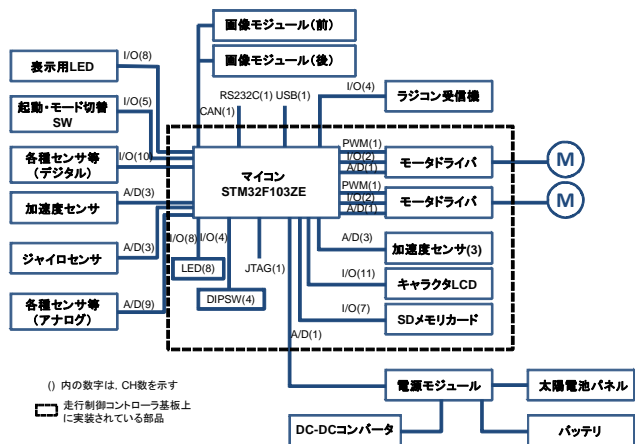 画像モジュール(前)
画像モジュール(後)
I/O(8)
表示用LED
RS232C(1) USB(1)
CAN(1)
I/O(4)
ラジコン受信機
I/O(5)
起動・モード切替
SW
I/O(10)
各種センサ等
(デジタル)
マイコン
STM32F103ZE
PWM(1)
I/O(2)
A/D(1)
モータドライバ
M
PWM(1)
I/O(2)
A/D(1)
モータドライバ
M
A/D(3)
加速度センサ
A/D(3)
ジャイロセンサ
A/D(9)
各種センサ等
(アナログ)
I/O(8)
I/O(4)
LED(8)
DIPSW(4)
JTAG(1)
A/D(3)
加速度センサ(3)
I/O(11)
キャラクタLCD
I/O(7)
SDメモリカード
A/D(1)
() 内の数字は、CH数を示す
走行制御コントローラ基板上
に実装されている部品
電源モジュール
太陽電池パネル
DC-DCコンバータ
バッテリ